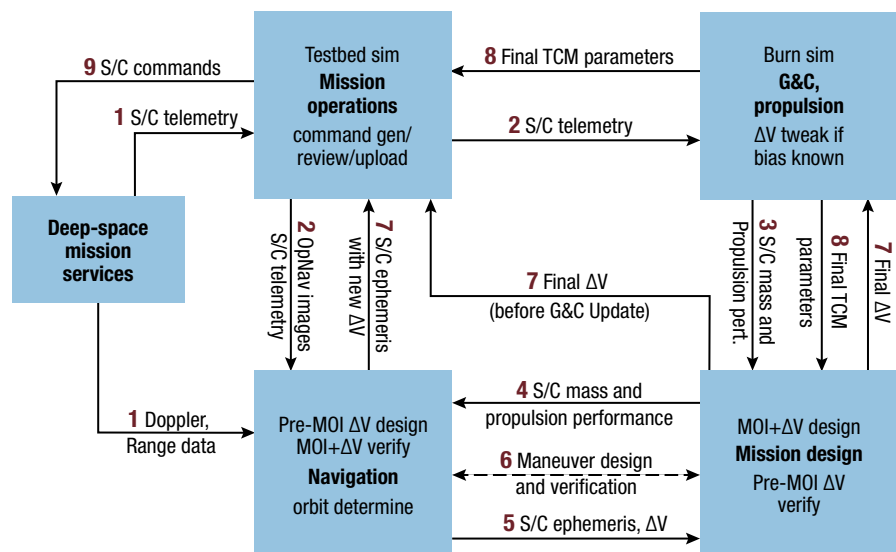 Testbed sim
Mission
operations
command gen/
review/upload
Burn sim
G&C,
propulsion
ΔV tweak if
bias known
9 S/C commands
1 S/C telemetry
8 Final TCM parameters
2 S/C telemetry
Deep-space
mission
services
2 OpNav images
S/C telemetry
7 S/C ephemeris
with new ΔV
7 Final ΔV
(before G&C Update)
3 S/C mass and
Propulsion pert.
8 Final TCM
parameters
7 Final ΔV
1 Doppler,
Range data
Pre-MOI ΔV design
MOI+ΔV verify
Navigation
orbit determine
4 S/C mass and
propulsion performance
6 Maneuver design
and verification
5 S/C ephemeris, ΔV
MOI+ΔV design
Mission design
Pre-MOI ΔV
verify